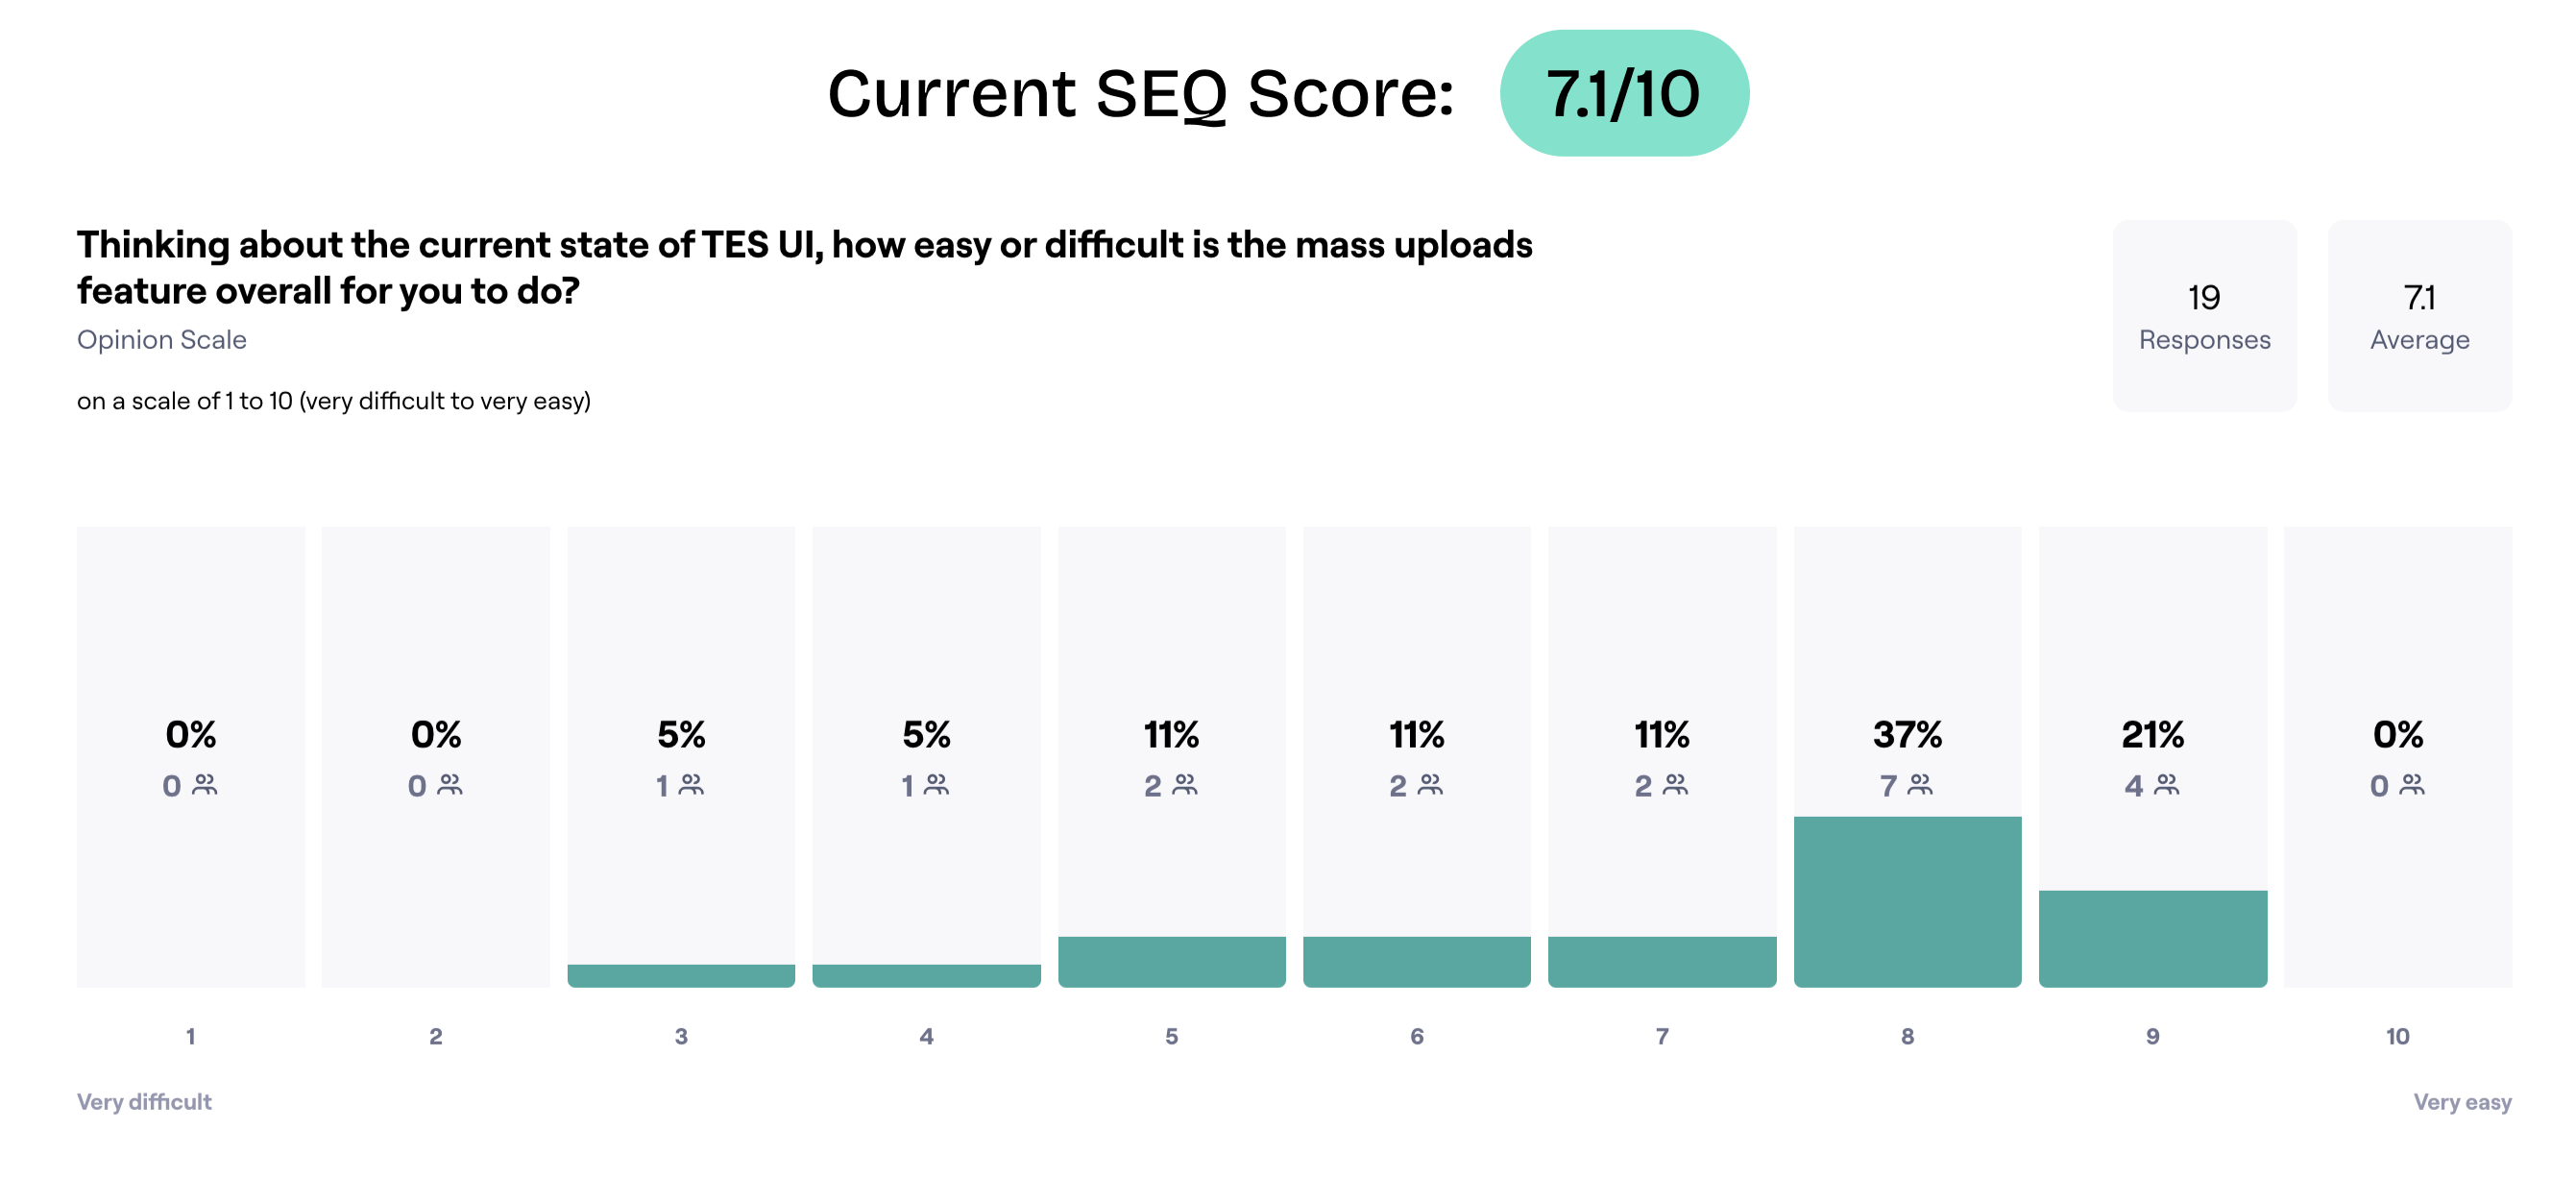 Current SEQ Score: 7.1/10
Thinking about the current state of TES UI, how easy or difficult is the mass uploads
feature overall for you to do?
Opinion Scale
on a scale of 1 to 10 (very difficult to very easy)
19
Responses
7.1
Average
0% 0% 5% 5% 11% 11% 11% 37% 21% 0%
0 0 1 1 2 2 2 7 4 0
1 2 3 4 5 6 7 8 9 10
Very difficult Very easy